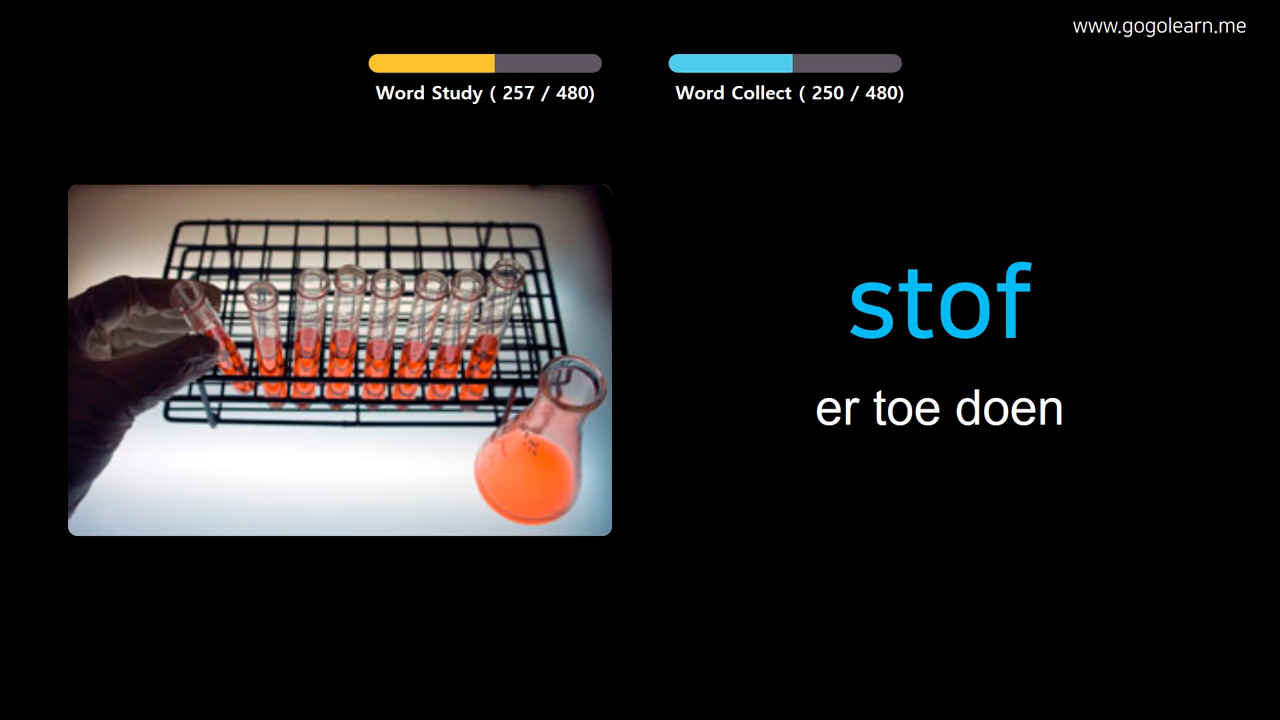 www.gogolearn.me
Word Study ( 257 / 480)
Word Collect ( 250 / 480)
stof
er toe doen